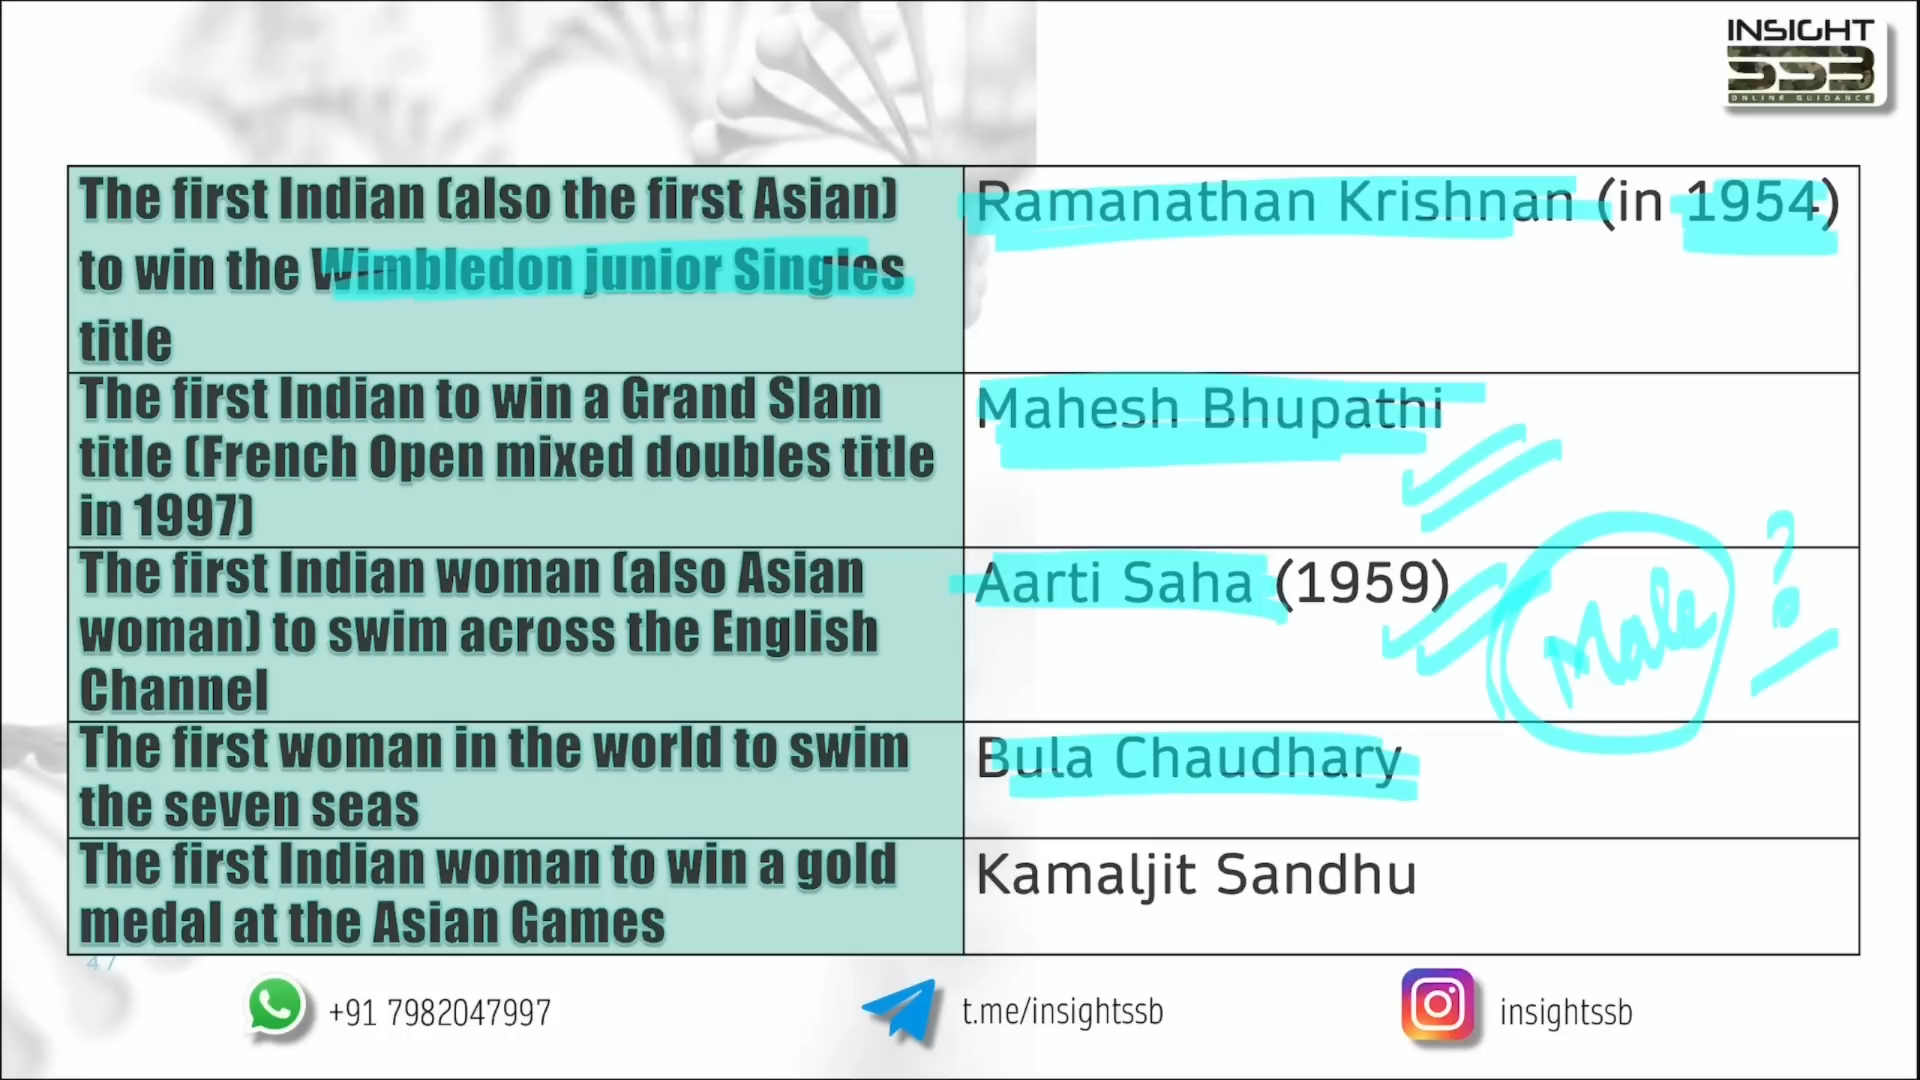 INSIGHT
SSB
ONLINE GUIDANCE
The first Indian (also the first Asian)
to win the Wimbledon junior Singles
title
Ramanathan Krishnan (in 1954)
The first Indian to win a Grand Slam
title (French Open mixed doubles title
in 1997)
Mahesh Bhupathi
The first Indian woman (also Asian
woman) to swim across the English
Channel
Aarti Saha (1959)
Male ?
The first woman in the world to swim
the seven seas
Bula Chaudhary
The first Indian woman to win a gold
medal at the Asian Games
Kamaljit Sandhu
47
+91 7982047997
t.me/insightssb
insightssb